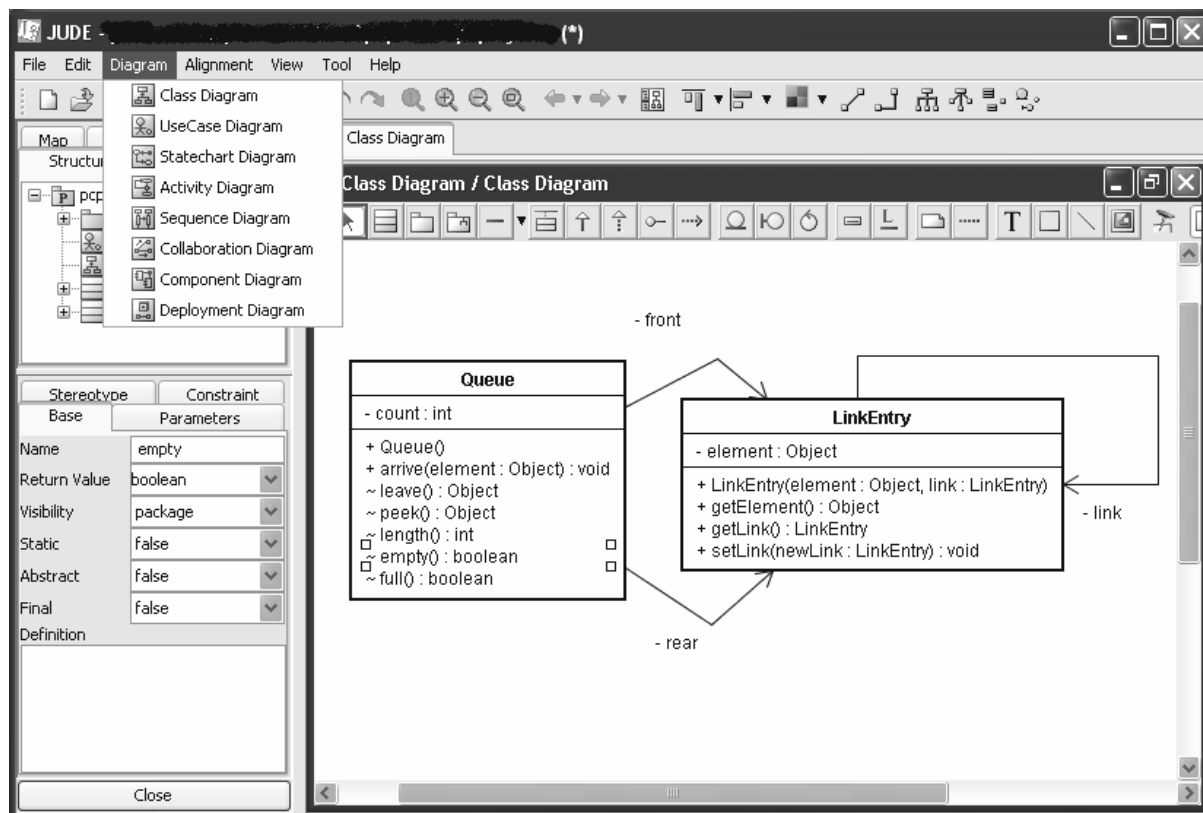 JUDE - (*)
File Edit Diagram Alignment View Tool Help
Class Diagram
UseCase Diagram
Statechart Diagram
Activity Diagram
Sequence Diagram
Collaboration Diagram
Component Diagram
Deployment Diagram
Map
Structu
P pcp
Class Diagram
Class Diagram / Class Diagram
T
Stereotype Constraint
Base Parameters
Name empty
Return Value boolean
Visibility package
Static false
Abstract false
Final false
Definition
Close
- front
Queue
- count : int
+ Queue()
+ arrive(element : Object) : void
~ leave() : Object
~ peek() : Object
~ length() : int
~ empty() : boolean
~ full() : boolean
LinkEntry
- element : Object
+ LinkEntry(element : Object, link : LinkEntry)
+ getElement() : Object
+ getLink() : LinkEntry
+ setLink(newLink : LinkEntry) : void
- link
- rear